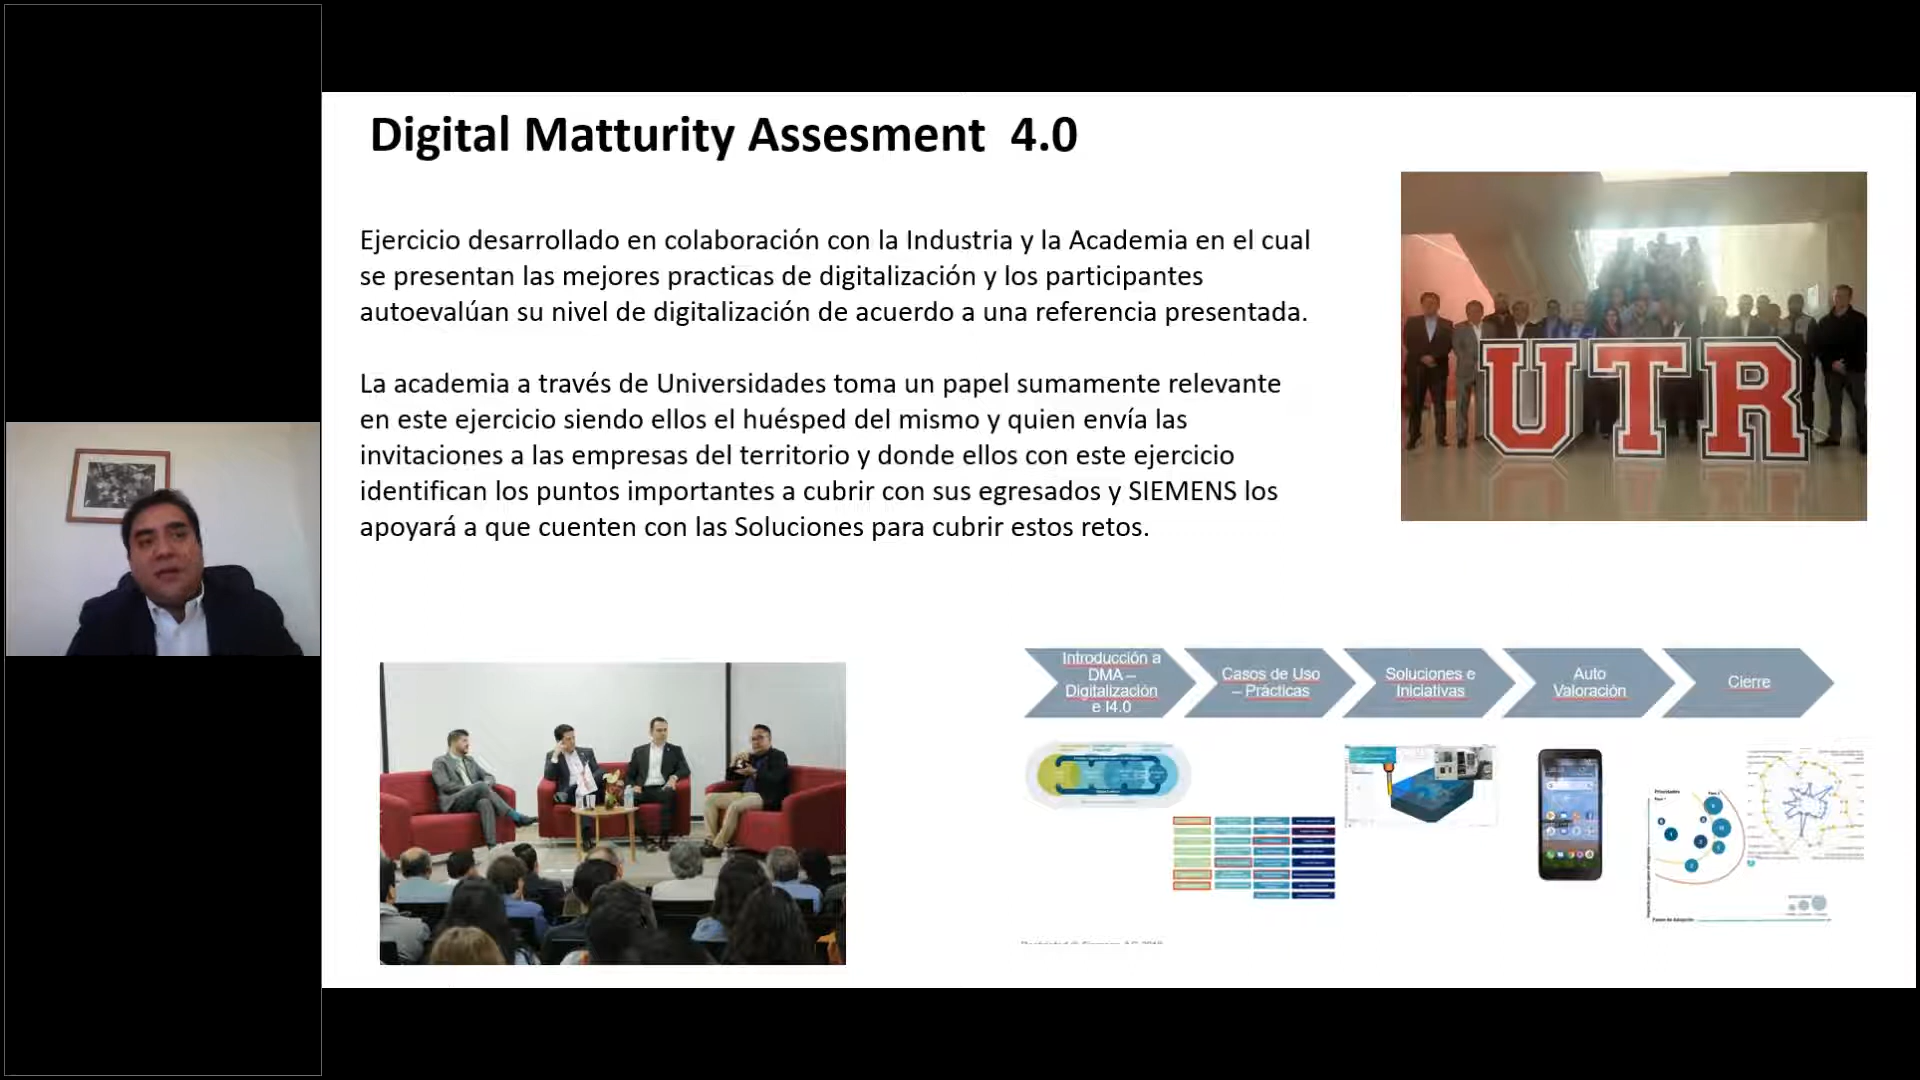 Digital Matturity Assesment 4.0
Ejercicio desarrollado en colaboración con la Industria y la Academia en el cual
se presentan las mejores practicas de digitalización y los participantes
autoevalúan su nivel de digitalización de acuerdo a una referencia presentada.
La academia a través de Universidades toma un papel sumamente relevante
en este ejercicio siendo ellos el huésped del mismo y quien envía las
invitaciones a las empresas del territorio y donde ellos con este ejercicio
identifican los puntos importantes a cubrir con sus egresados y SIEMENS los
apoyará a que cuenten con las Soluciones para cubrir estos retos.
UTR
Introducción a
DMA –
Digitalización
e I4.0
Casos de Uso
– Prácticas
Soluciones e
Iniciativas
Auto
Valoración
Cierre
Prioridades